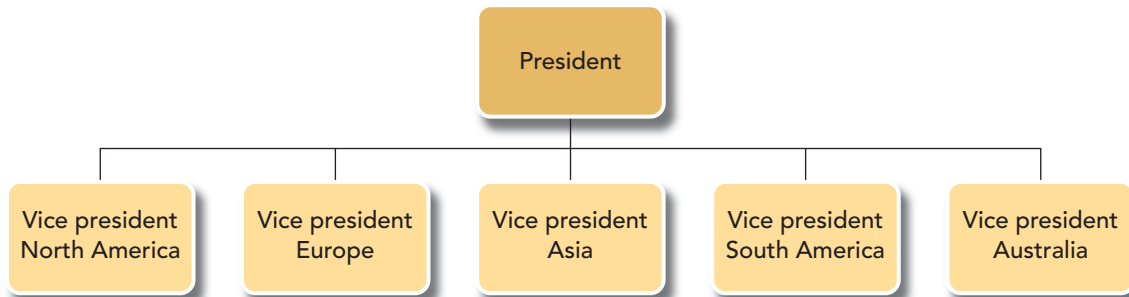 President
Vice president
North America
Vice president
Europe
Vice president
Asia
Vice president
South America
Vice president
Australia